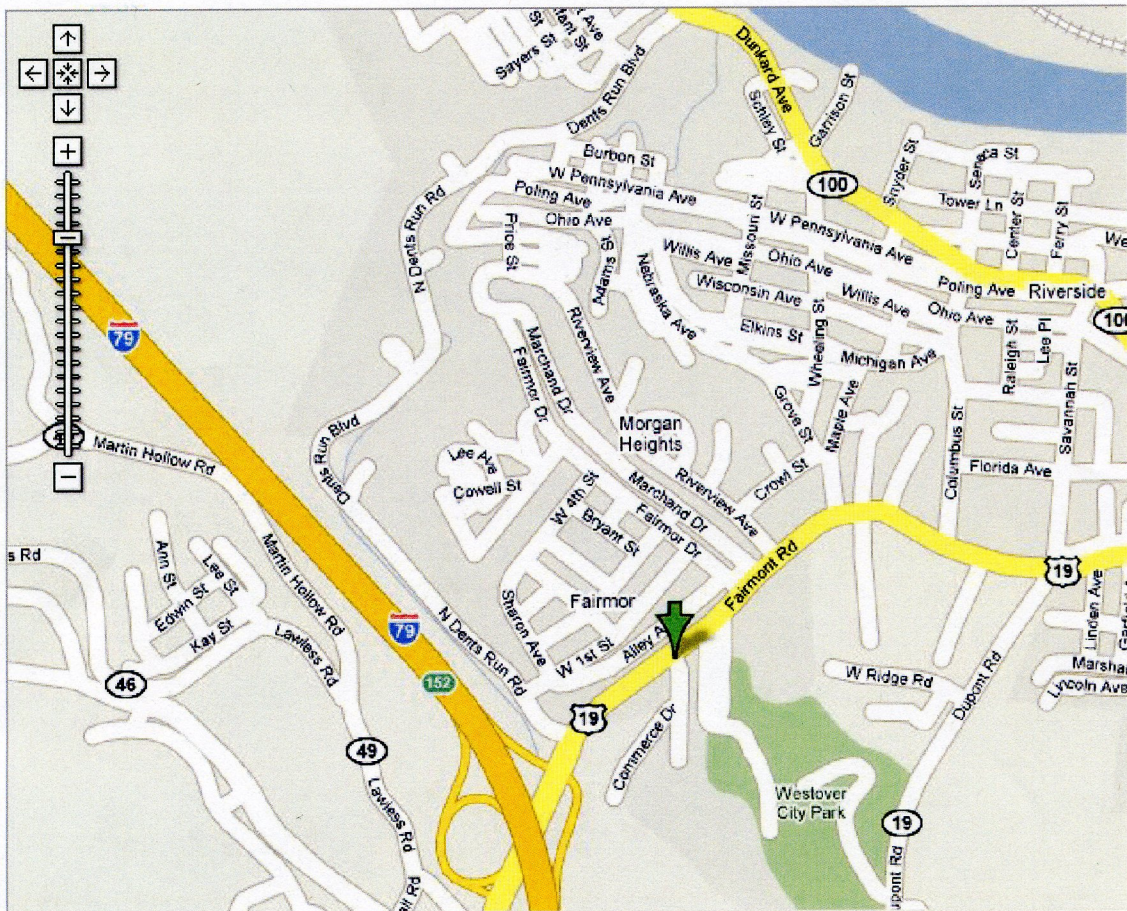 Sayers St
Dents Run Blvd
Dunkard Ave
Schley St
Garrison St
Burbon St
W Pennsylvania Ave
Poling Ave
Ohio Ave
Price St
Adams St
N Dents Run Rd
100
Snyder St
Seneca St
Tower Ln
Center St
Ferry St
Missouri St
W Pennsylvania Ave
Willis Ave
Ohio Ave
Nebraska Ave
Wisconsin Ave
Willis Ave
Poling Ave
Riverside
Ohio Ave
100
Elkins St
Wheeling St
Michigan Ave
Raleigh St
Lee Pl
Savannah St
79
Marchand Dr
Fairmor Dr
Riverview Ave
Morgan
Heights
Grove St
Maple Ave
Columbus St
Florida Ave
Martin Hollow Rd
Dents Run Blvd
Lee Ave
Cowell St
W 4th St
Bryant St
Marchand Dr
Fairmor Dr
Riverview Ave
Crowl St
Fairmont Rd
19
s Rd
Ann St
Lee St
Edwin St
Kay St
Martin Hollow Rd
Lawless Rd
79
152
N Dents Run Rd
Sharon Ave
Fairmor
W 1st St
Alley A
19
Commerce Dr
W Ridge Rd
Dupont Rd
Linden Ave
Marsha
Lincoln Ave
46
49
Lawless Rd
Westover
City Park
19
upont Rd